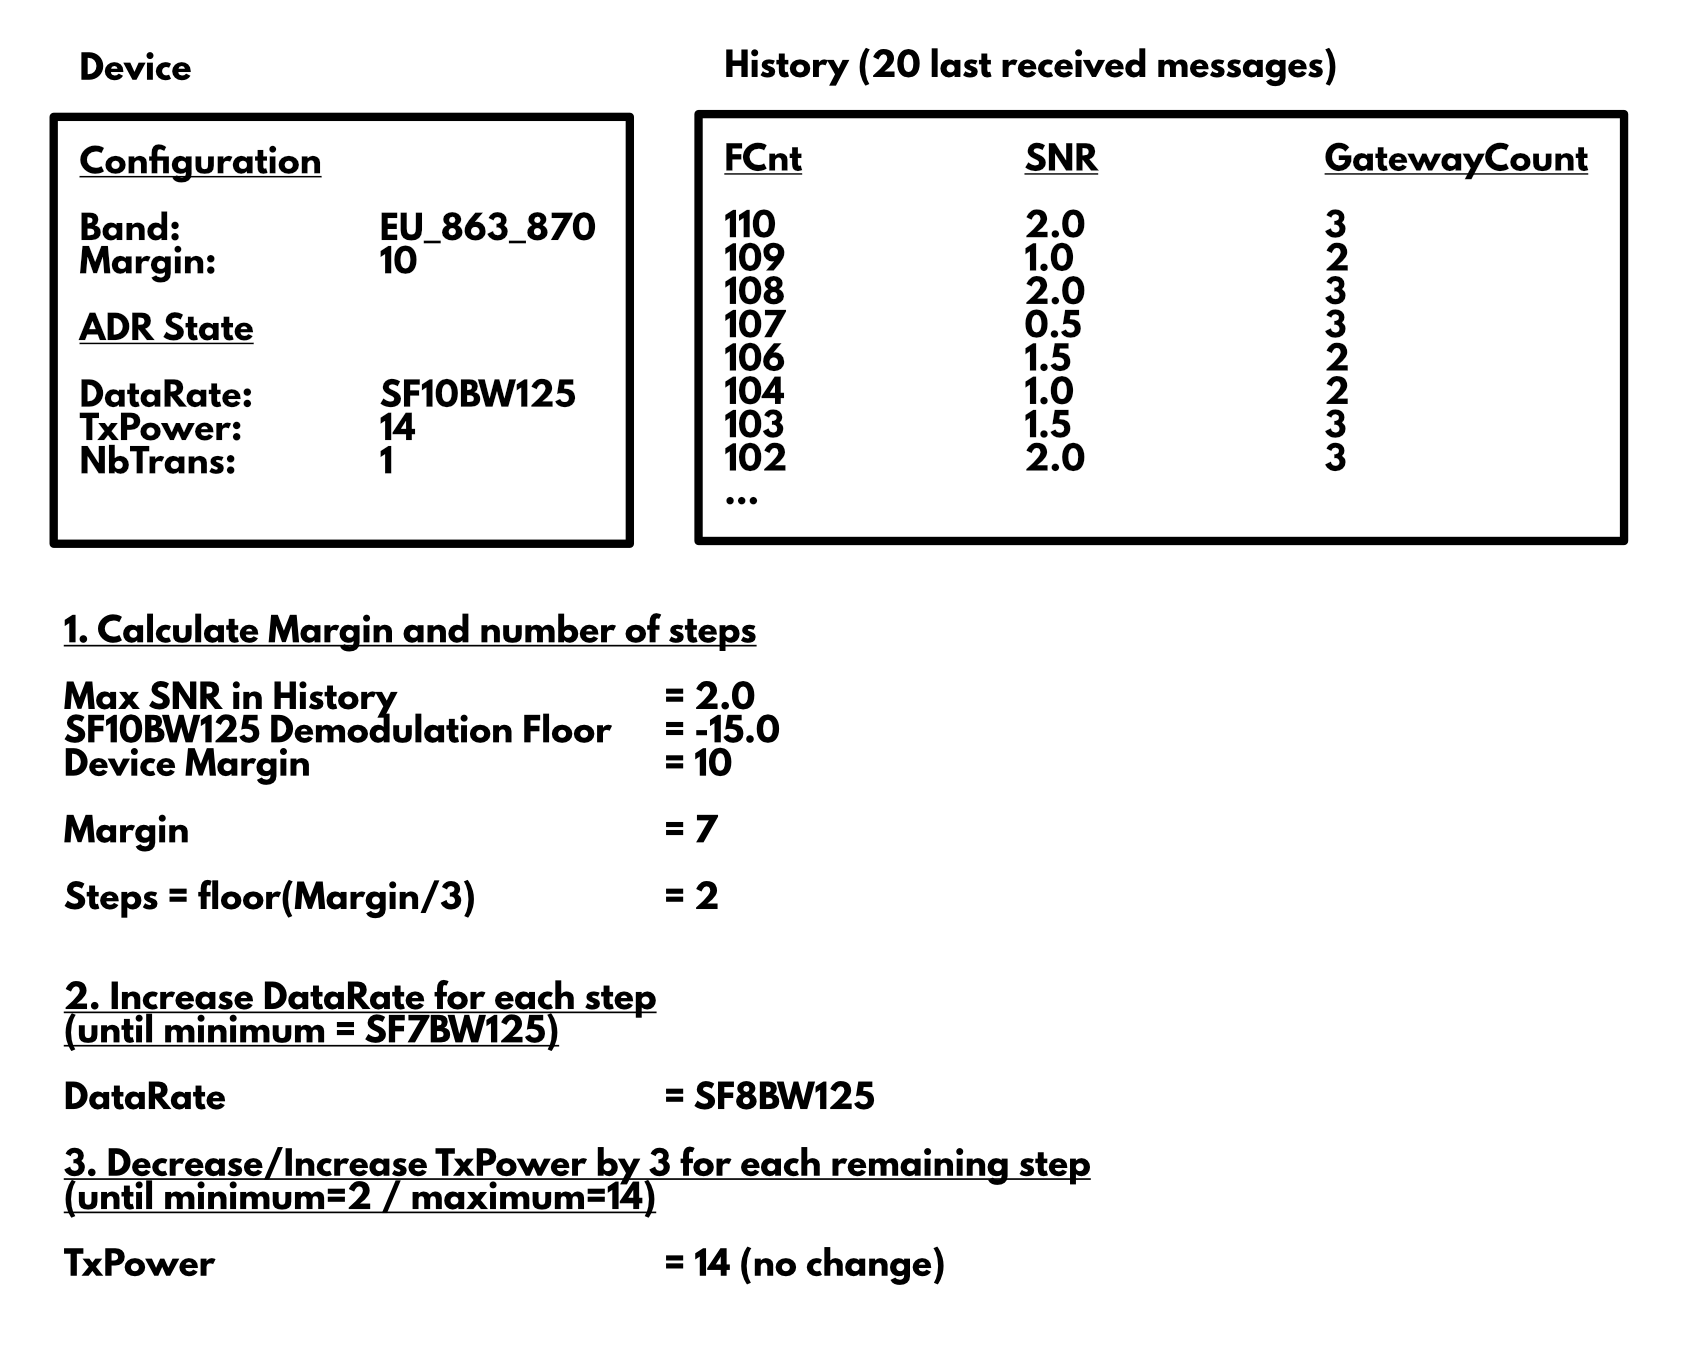 Device
Configuration
Band: EU_863_870
Margin: 10
ADR State
DataRate: SF10BW125
TxPower: 14
NbTrans: 1
History (20 last received messages)
FCnt SNR GatewayCount
110 2.0 3
109 1.0 2
108 2.0 3
107 0.5 3
106 1.5 2
104 1.0 2
103 1.5 3
102 2.0 3
...
1. Calculate Margin and number of steps
Max SNR in History = 2.0
SF10BW125 Demodulation Floor = -15.0
Device Margin = 10
Margin = 7
Steps = floor(Margin/3) = 2
2. Increase DataRate for each step
(until minimum = SF7BW125)
DataRate = SF8BW125
3. Decrease/Increase TxPower by 3 for each remaining step
(until minimum=2 / maximum=14)
TxPower = 14 (no change)